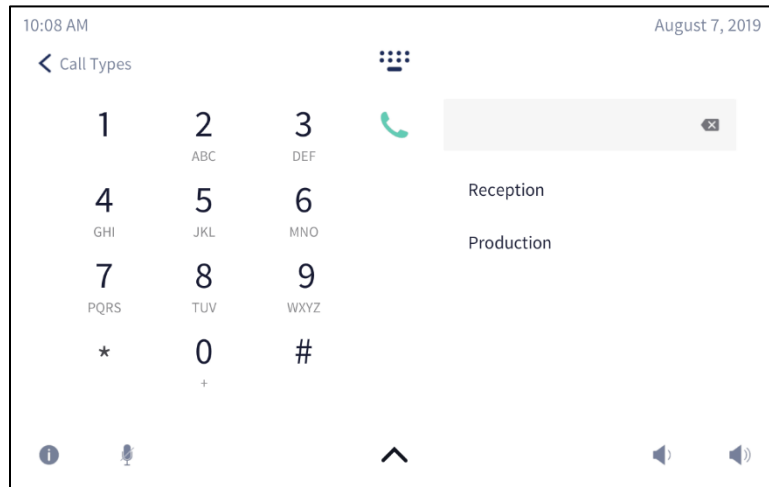 10:08 AM August 7, 2019
Call Types
1 2 3
ABC DEF
Reception
4 5 6
GHI JKL MNO
Production
7 8 9
PQRS TUV WXYZ
* 0 #
+